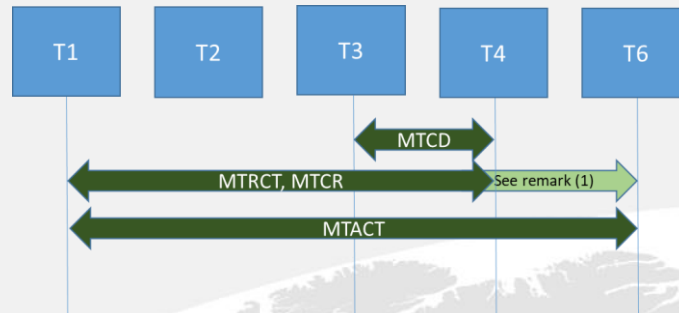 T1
T2
T3
T4
T6
MTCD
MTRCT, MTCR
See remark (1)
MTACT